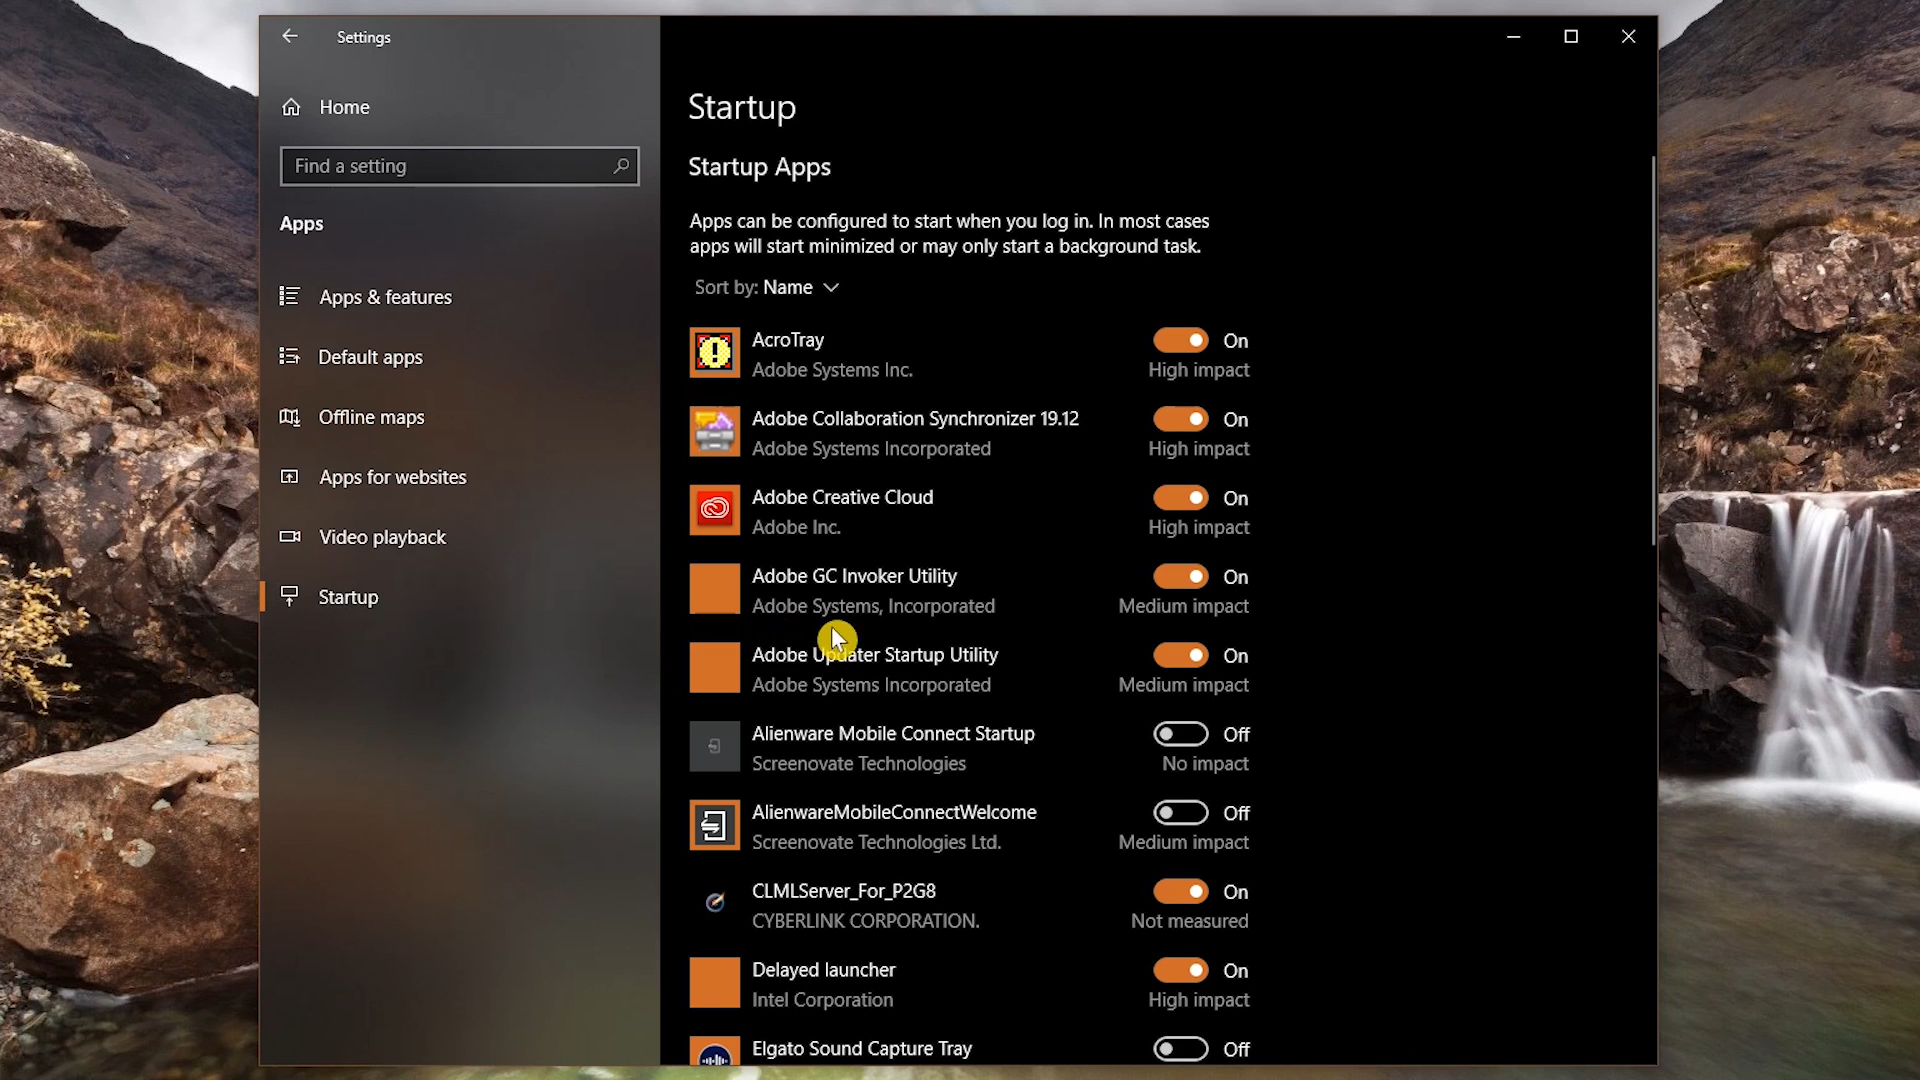 Settings
Home
Find a setting
Apps
Apps & features
Default apps
Offline maps
Apps for websites
Video playback
Startup
Startup
Startup Apps
Apps can be configured to start when you log in. In most cases
apps will start minimized or may only start a background task.
Sort by: Name
AcroTray On
Adobe Systems Inc. High impact
Adobe Collaboration Synchronizer 19.12 On
Adobe Systems Incorporated High impact
Adobe Creative Cloud On
Adobe Inc. High impact
Adobe GC Invoker Utility On
Adobe Systems, Incorporated Medium impact
Adobe Updater Startup Utility On
Adobe Systems Incorporated Medium impact
Alienware Mobile Connect Startup Off
Screenovate Technologies No impact
AlienwareMobileConnectWelcome Off
Screenovate Technologies Ltd. Medium impact
CLMLServer_For_P2G8 On
CYBERLINK CORPORATION. Not measured
Delayed launcher On
Intel Corporation High impact
Elgato Sound Capture Tray Off